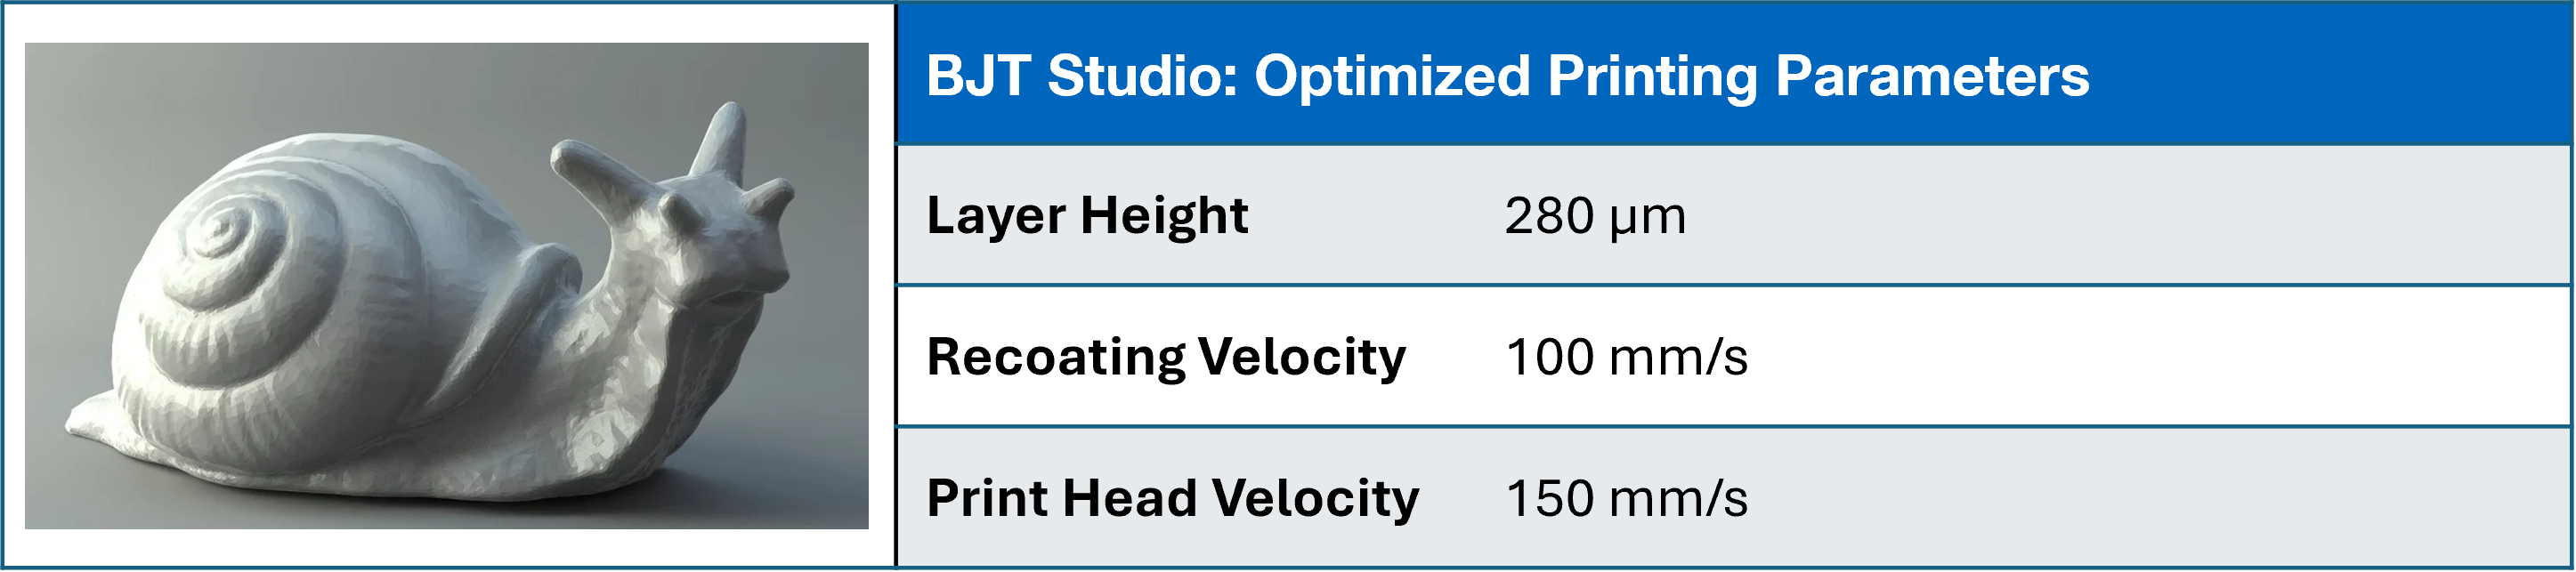 BJT Studio: Optimized Printing Parameters
Layer Height 280 µm
Recoating Velocity 100 mm/s
Print Head Velocity 150 mm/s